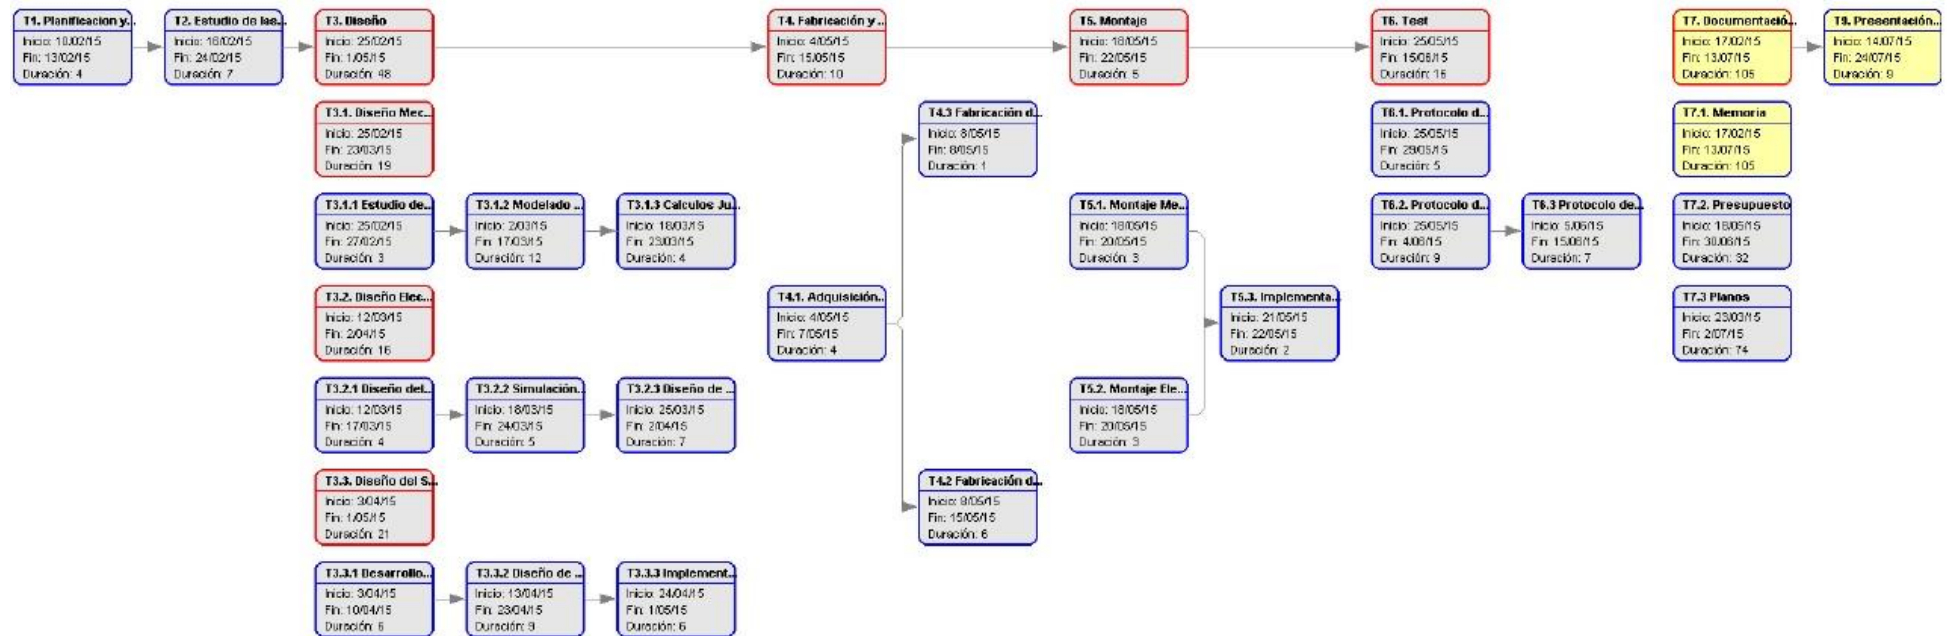 T1. Planificacion y...
Inicio: 10/02/15
Fin: 13/02/15
Duración: 4
T2. Estudio de las...
Inicio: 16/02/15
Fin: 24/02/15
Duración: 7
T3. Diseño
Inicio: 25/02/15
Fin: 1/05/15
Duración: 48
T4. Fabricación y ...
Inicio: 4/05/15
Fin: 15/05/15
Duración: 10
T5. Montaje
Inicio: 18/05/15
Fin: 22/05/15
Duración: 5
T6. Test
Inicio: 25/05/15
Fin: 15/06/15
Duración: 16
T7. Documentació...
Inicio: 17/02/15
Fin: 13/07/15
Duración: 105
T9. Presentación...
Inicio: 14/07/15
Fin: 24/07/15
Duración: 9
T3.1. Diseño Mec...
Inicio: 25/02/15
Fin: 23/03/15
Duración: 19
T4.3 Fabricación d...
Inicio: 8/05/15
Fin: 8/05/15
Duración: 1
T6.1. Protocolo d...
Inicio: 25/05/15
Fin: 29/05/15
Duración: 5
T7.1. Memoria
Inicio: 17/02/15
Fin: 13/07/15
Duración: 105
T3.1.1 Estudio de...
Inicio: 25/02/15
Fin: 27/02/15
Duración: 3
T3.1.2 Modelado ...
Inicio: 2/03/15
Fin: 17/03/15
Duración: 12
T3.1.3 Calculos Ju...
Inicio: 18/03/15
Fin: 23/03/15
Duración: 4
T5.1. Montaje Me...
Inicio: 18/05/15
Fin: 20/05/15
Duración: 3
T6.2. Protocolo d...
Inicio: 25/05/15
Fin: 4/06/15
Duración: 9
T6.3 Protocolo de...
Inicio: 5/06/15
Fin: 15/06/15
Duración: 7
T7.2. Presupuesto
Inicio: 18/05/15
Fin: 30/06/15
Duración: 32
T3.2. Diseño Elec...
Inicio: 12/03/15
Fin: 2/04/15
Duración: 16
T4.1. Adquisición...
Inicio: 4/05/15
Fin: 7/05/15
Duración: 4
T5.3. Implementa...
Inicio: 21/05/15
Fin: 22/05/15
Duración: 2
T7.3 Planos
Inicio: 23/03/15
Fin: 2/07/15
Duración: 74
T3.2.1 Diseño del...
Inicio: 12/03/15
Fin: 17/03/15
Duración: 4
T3.2.2 Simulación...
Inicio: 18/03/15
Fin: 24/03/15
Duración: 5
T3.2.3 Diseño de ...
Inicio: 25/03/15
Fin: 2/04/15
Duración: 7
T5.2. Montaje Ele...
Inicio: 18/05/15
Fin: 20/05/15
Duración: 3
T3.3. Diseño del S...
Inicio: 3/04/15
Fin: 1/05/15
Duración: 21
T4.2 Fabricación d...
Inicio: 8/05/15
Fin: 15/05/15
Duración: 6
T3.3.1 Desarrollo...
Inicio: 3/04/15
Fin: 10/04/15
Duración: 6
T3.3.2 Diseño de ...
Inicio: 13/04/15
Fin: 23/04/15
Duración: 9
T3.3.3 Implement...
Inicio: 24/04/15
Fin: 1/05/15
Duración: 6